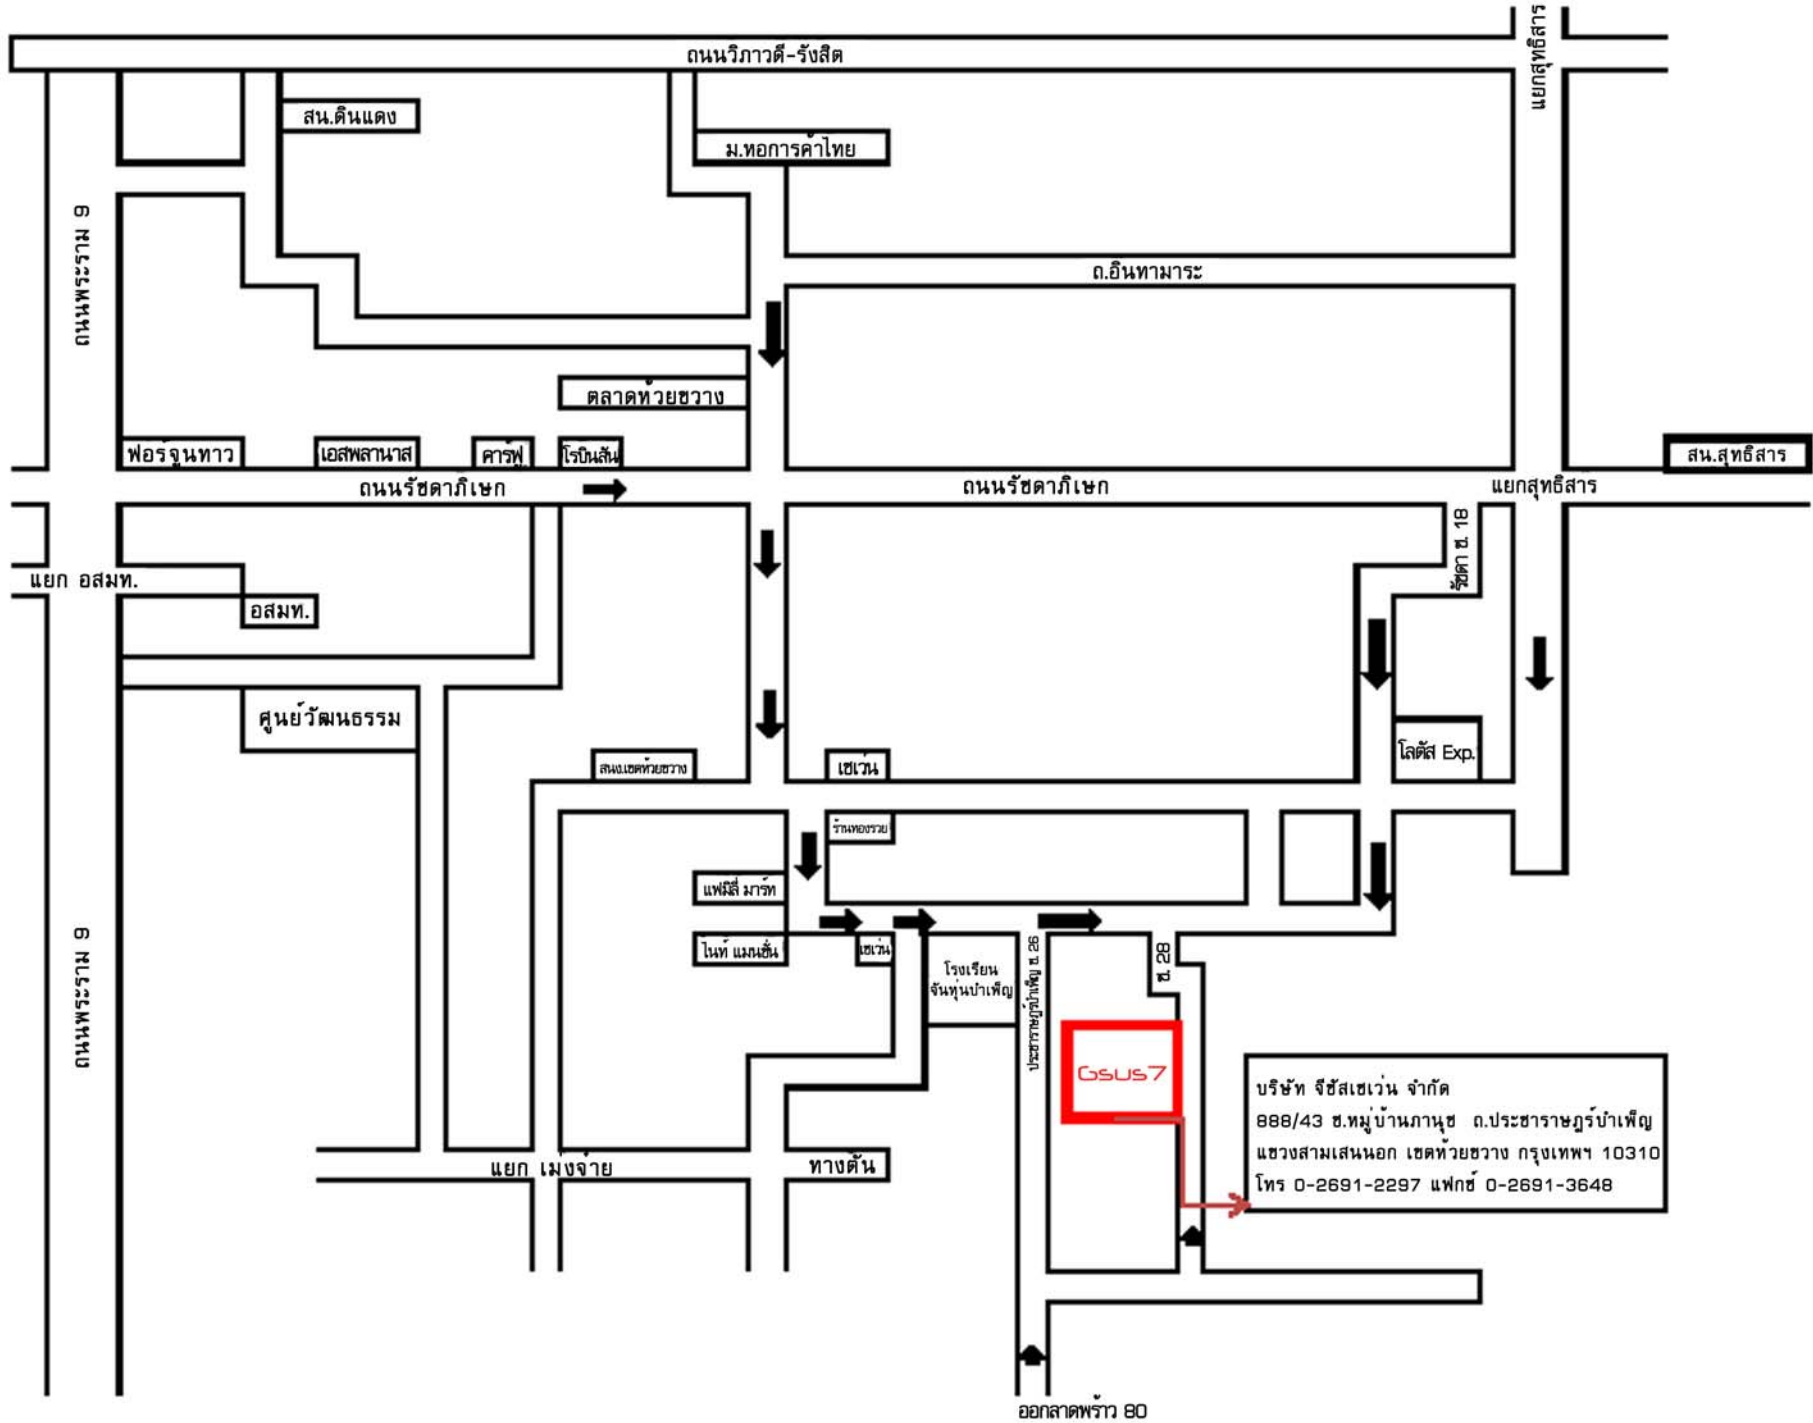 แยกสุทธิสาร
ถนนวิภาวดี-รังสิต
สน.ดินแดง
ม.หอการค้าไทย
ถนนพระราม 9
ถ.อินทามาระ
ตลาดห้วยขวาง
ฟอร์จูนทาว
เอสพลานาส
คาร์ฟู
โรบินสัน
สน.สุทธิสาร
ถนนรัชดาภิเษก
ถนนรัชดาภิเษก
แยกสุทธิสาร
รัชดา ซ. 18
แยก อสมท.
อสมท.
ศูนย์วัฒนธรรม
สนง.เขตห้วยขวาง
เซเว่น
โลตัส Exp.
ร้านทองรวย
แฟมิลี่ มาร์ท
ไนท์ แมนชั่น
เซเว่น
โรงเรียน
จันทุ่นบำเพ็ญ
ประชาราษฎร์บำเพ็ญ ซ. 26
ซ. 28
ถนนพระราม 9
Gsus7
บริษัท จีซัสเซเว่น จำกัด
888/43 ซ.หมู่บ้านภานุช ถ.ประชาราษฎร์บำเพ็ญ
แขวงสามเสนนอก เขตห้วยขวาง กรุงเทพฯ 10310
โทร 0-2691-2297 แฟกซ์ 0-2691-3648
แยก เม่งจ๋าย
ทางตัน
ออกลาดพร้าว 80